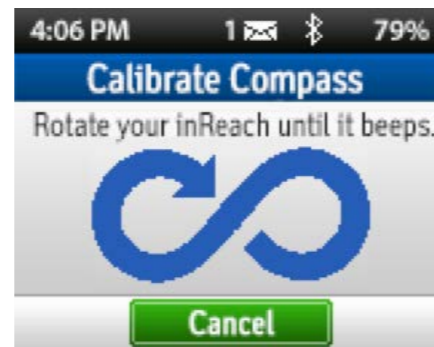 4:06 PM 1 79%
Calibrate Compass
Rotate your inReach until it beeps.
Cancel